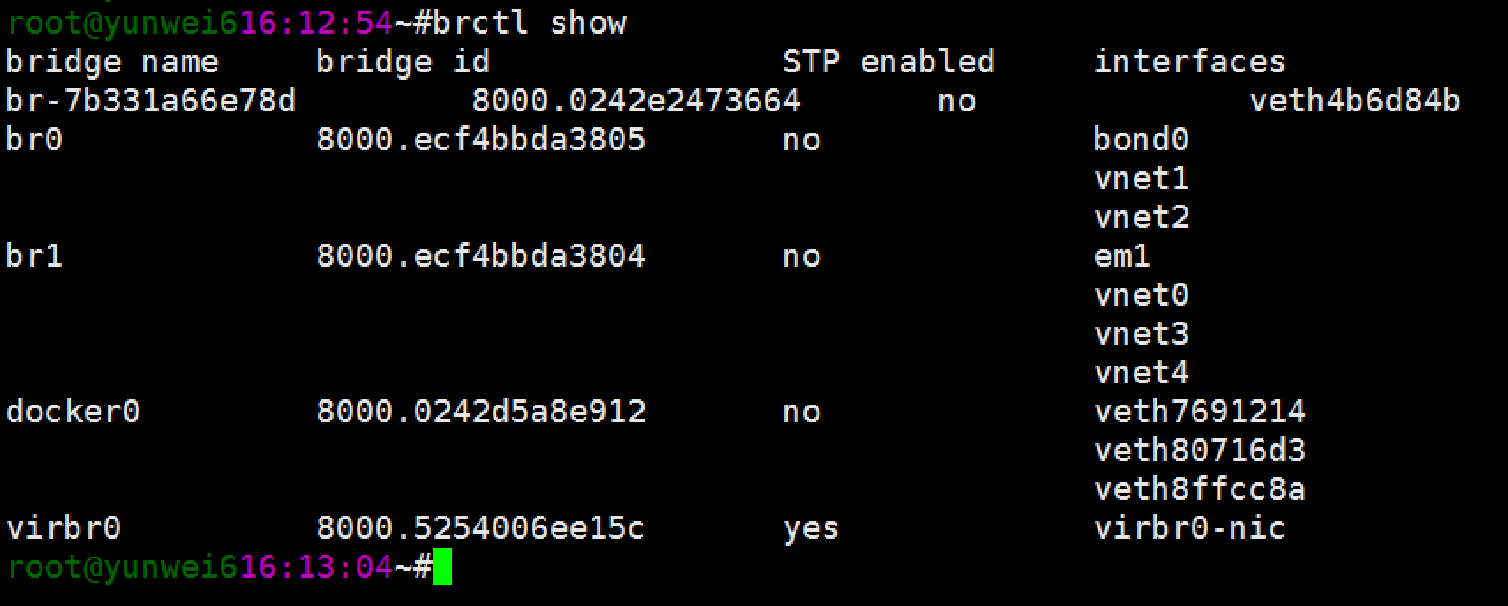 root@yunwei616:12:54~#brctl show
bridge name bridge id STP enabled interfaces
br-7b331a66e78d 8000.0242e2473664 no veth4b6d84b
br0 8000.ecf4bbda3805 no bond0
vnet1
vnet2
br1 8000.ecf4bbda3804 no em1
vnet0
vnet3
vnet4
docker0 8000.0242d5a8e912 no veth7691214
veth80716d3
veth8ffcc8a
virbr0 8000.5254006ee15c yes virbr0-nic
root@yunwei616:13:04~#